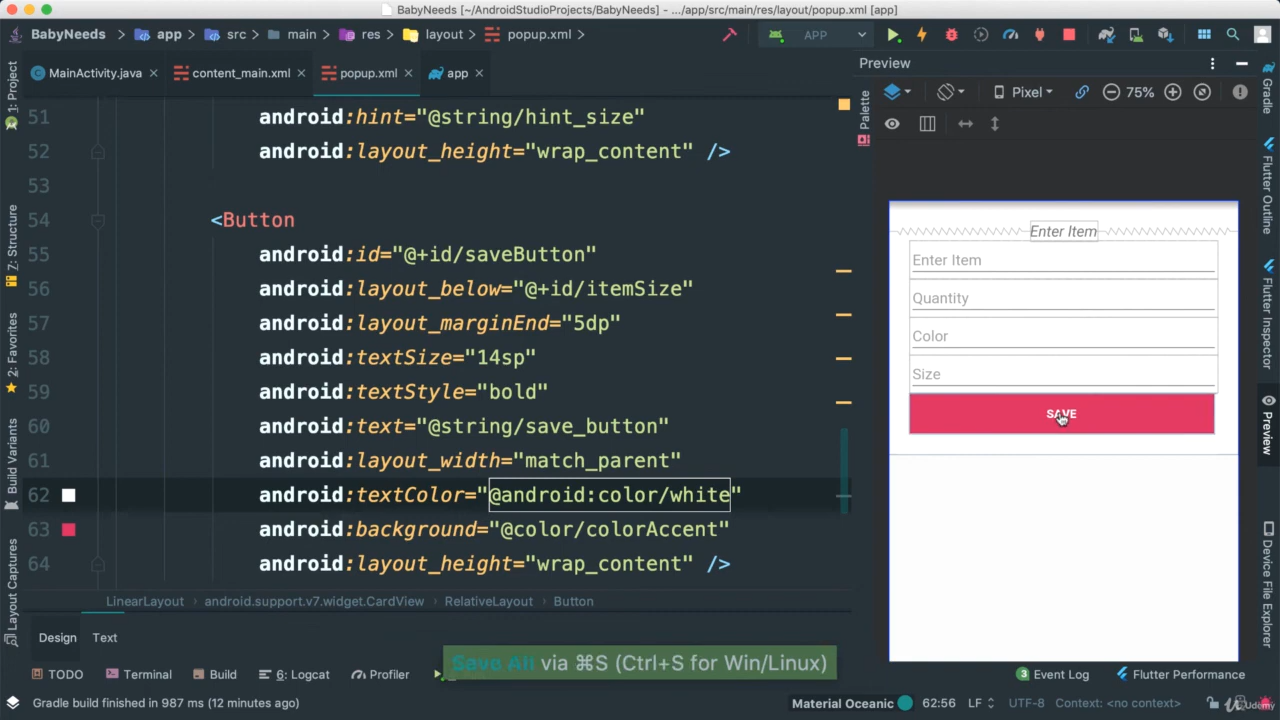 BabyNeeds [~/AndroidStudioProjects/BabyNeeds] - .../app/src/main/res/layout/popup.xml [app]
BabyNeeds app src main res layout popup.xml APP
MainActivity.java content_main.xml popup.xml app
Preview
Pixel 75%
1: Project
7: Structure
2: Favorites
Build Variants
Layout Captures
51 android:hint="@string/hint_size"
52 android:layout_height="wrap_content" />
53
54 <Button
55 android:id="@+id/saveButton"
56 android:layout_below="@+id/itemSize"
57 android:layout_marginEnd="5dp"
58 android:textSize="14sp"
59 android:textStyle="bold"
60 android:text="@string/save_button"
61 android:layout_width="match_parent"
62 android:textColor="@android:color/white"
63 android:background="@color/colorAccent"
64 android:layout_height="wrap_content" />
LinearLayout android.support.v7.widget.CardView RelativeLayout Button
Design Text
Palette
Enter Item
Enter Item
Quantity
Color
Size
SAVE
Gradle
Flutter Outline
Flutter Inspector
Preview
Device File Explorer
Save All via ⌘S (Ctrl+S for Win/Linux)
TODO Terminal Build 6: Logcat Profiler 3 Event Log Flutter Performance
Gradle build finished in 987 ms (12 minutes ago) Material Oceanic 62:56 LF UTF-8 Context: <no context>
Udemy